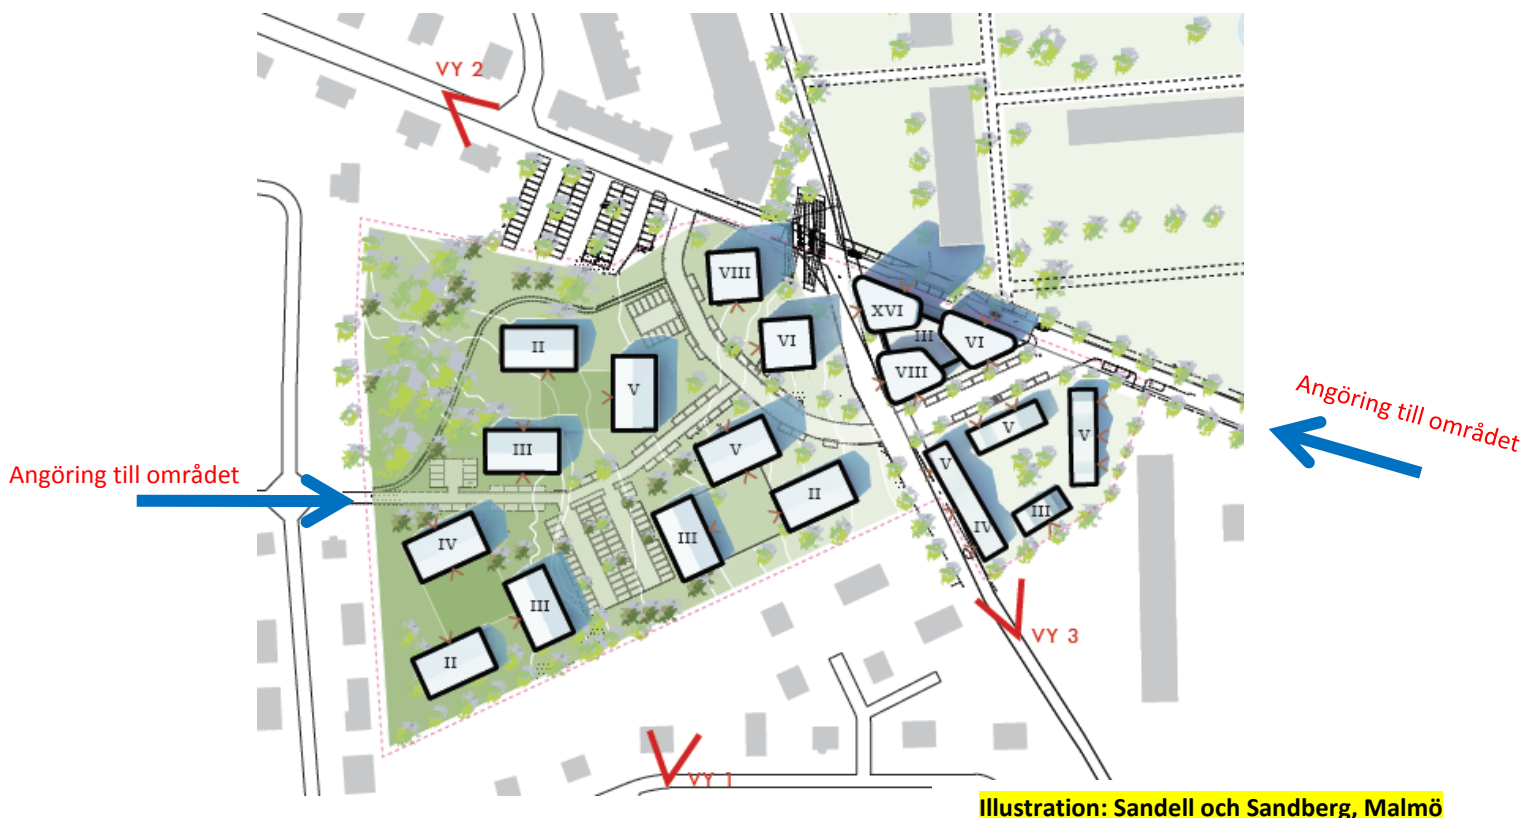 VY 2
Angöring till området
VIII
XVI
III
VI
VI
VIII
II
V
V
V
III
V
V
II
III
IV
III
Angöring till området
IV
III
II
VY 3
VY 1
Illustration: Sandell och Sandberg, Malmö